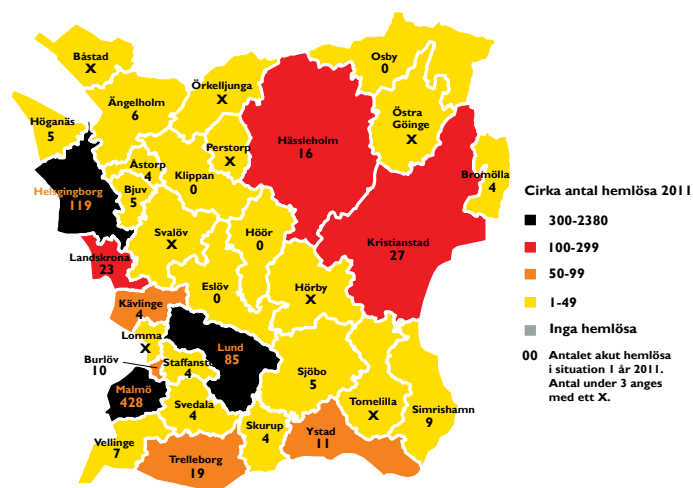 Båstad
X
Osby
0
Örkelljunga
X
Ängelholm
6
Östra
Göinge
X
Höganäs
5
Hässleholm
16
Perstorp
X
Åstorp
4
Klippan
0
Bromölla
4
Helsgingborg
119
Bjuv
5
Svalöv
X
Höör
0
Kristianstad
27
Landskrona
23
Eslöv
0
Hörby
X
Kävlinge
4
Lomma
X
Lund
85
Burlöv
10
Staffanstorp
4
Sjöbo
5
Malmö
428
Svedala
4
Tomelilla
X
Simrishamn
9
Skurup
4
Ystad
11
Vellinge
7
Trelleborg
19
Cirka antal hemlösa 2011
300-2380
100-299
50-99
1-49
Inga hemlösa
00 Antalet akut hemlösa
i situation 1 år 2011.
Antal under 3 anges
med ett X.